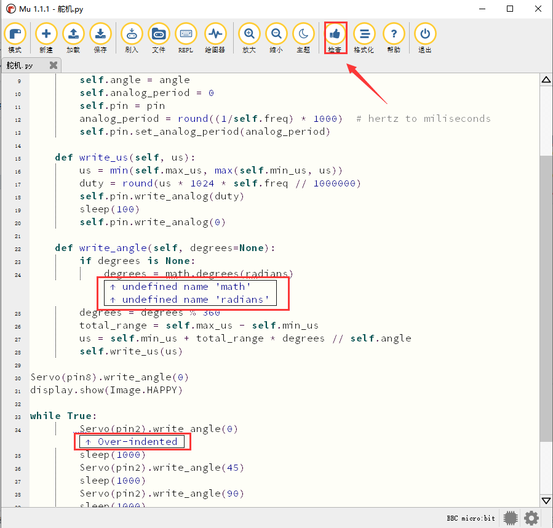 Mu 1.1.1 - 舵机.py
模式 新建 加载 保存 刷入 文件 REPL 绘图器 放大 缩小 主题 检查 格式化 帮助 退出
舵机.py
9 self.angle = angle
10 self.analog_period = 0
11 self.pin = pin
12 analog_period = round((1/self.freq) * 1000)  # hertz to miliseconds
13 self.pin.set_analog_period(analog_period)
14
15 def write_us(self, us):
16 us = min(self.max_us, max(self.min_us, us))
17 duty = round(us * 1024 * self.freq // 1000000)
18 self.pin.write_analog(duty)
19 sleep(100)
20 self.pin.write_analog(0)
21
22 def write_angle(self, degrees=None):
23 if degrees is None:
24 degrees = math.degrees(radians)
↑ undefined name 'math'
↑ undefined name 'radians'
25 degrees = degrees % 360
26 total_range = self.max_us - self.min_us
27 us = self.min_us + total_range * degrees // self.angle
28 self.write_us(us)
29
30 Servo(pin8).write_angle(0)
31 display.show(Image.HAPPY)
32
33 while True:
34 Servo(pin2).write_angle(0)
↑ Over-indented
35 sleep(1000)
36 Servo(pin2).write_angle(45)
37 sleep(1000)
38 Servo(pin2).write_angle(90)
39 sleep(1000)
BBC micro:bit